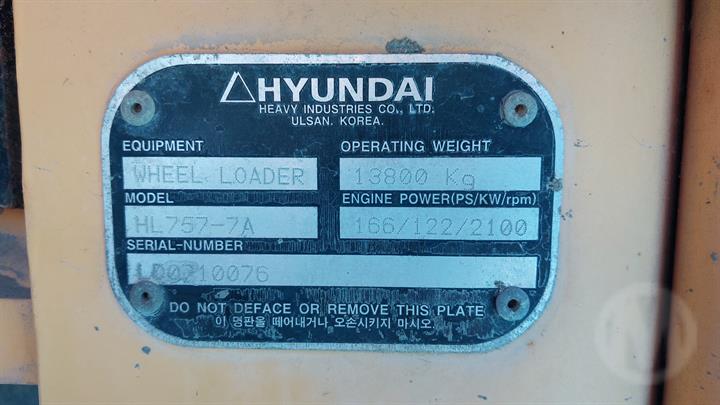 HYUNDAI
HEAVY INDUSTRIES CO., LTD.
ULSAN. KOREA.
EQUIPMENT OPERATING WEIGHT
WHEEL LOADER 13800 Kg
MODEL ENGINE POWER(PS/KW/rpm)
HL757-7A 166/122/2100
SERIAL-NUMBER
LD0710076
DO NOT DEFACE OR REMOVE THIS PLATE
이 명판을 떼어내거나 오손시키지 마시오.
M